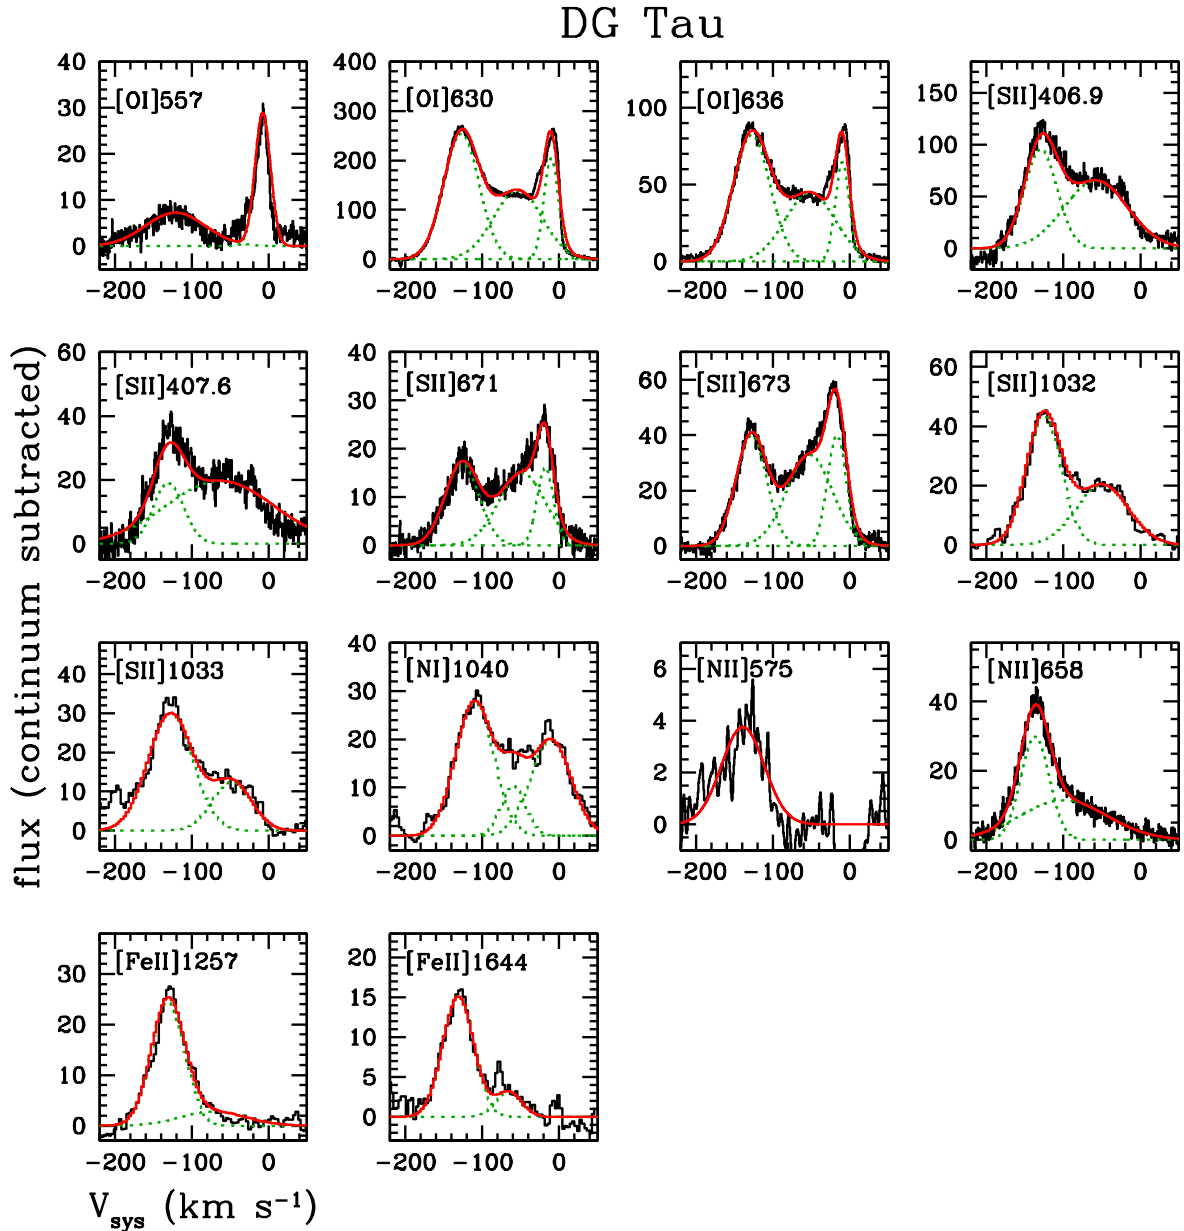 DG Tau
[OI]557
[OI]630
[OI]636
[SII]406.9
40
30
20
10
0
-200 -100 0
400
300
200
100
0
-200 -100 0
100
50
0
-200 -100 0
150
100
50
0
-200 -100 0
[SII]407.6
[SII]671
[SII]673
[SII]1032
60
40
20
0
-200 -100 0
40
30
20
10
0
-200 -100 0
60
40
20
0
-200 -100 0
60
40
20
0
-200 -100 0
[SII]1033
[NI]1040
[NII]575
[NII]658
40
30
20
10
0
-200 -100 0
40
30
20
10
0
-200 -100 0
6
4
2
0
-200 -100 0
40
20
0
-200 -100 0
[FeII]1257
[FeII]1644
30
20
10
0
-200 -100 0
20
15
10
5
0
-200 -100 0
flux (continuum subtracted)
V_sys (km s⁻¹)